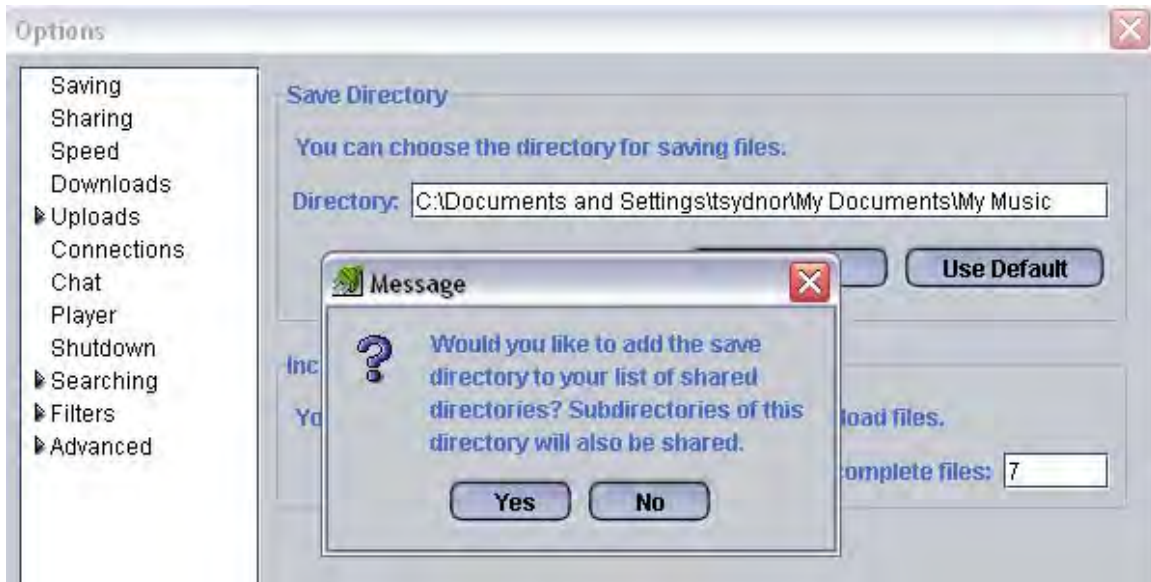 Options
Saving
Sharing
Speed
Downloads
Uploads
Connections
Chat
Player
Shutdown
Searching
Filters
Advanced
Save Directory
You can choose the directory for saving files.
Directory: C:\Documents and Settings\tsydnor\My Documents\My Music
Use Default
Message
Would you like to add the save
directory to your list of shared
directories? Subdirectories of this
directory will also be shared.
Yes No
load files.
files: 7